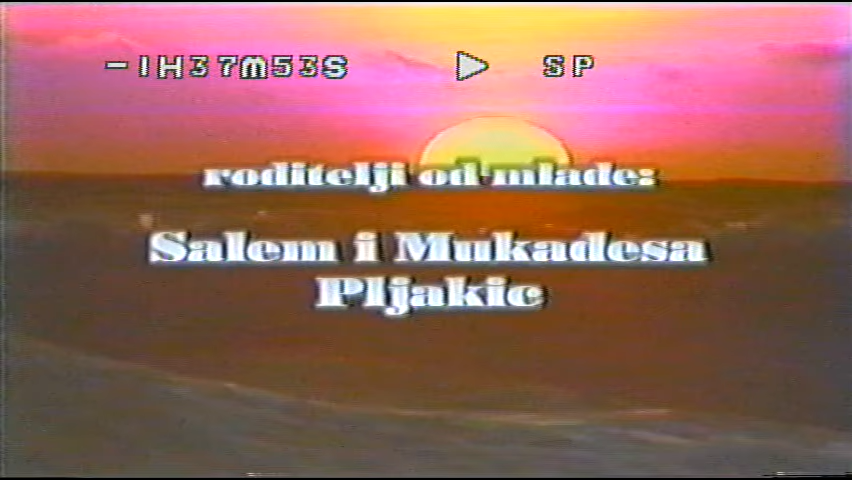 -1H37M53S ▶ SP
roditelji od mlade:
Salem i Mukadesa
Pljakic